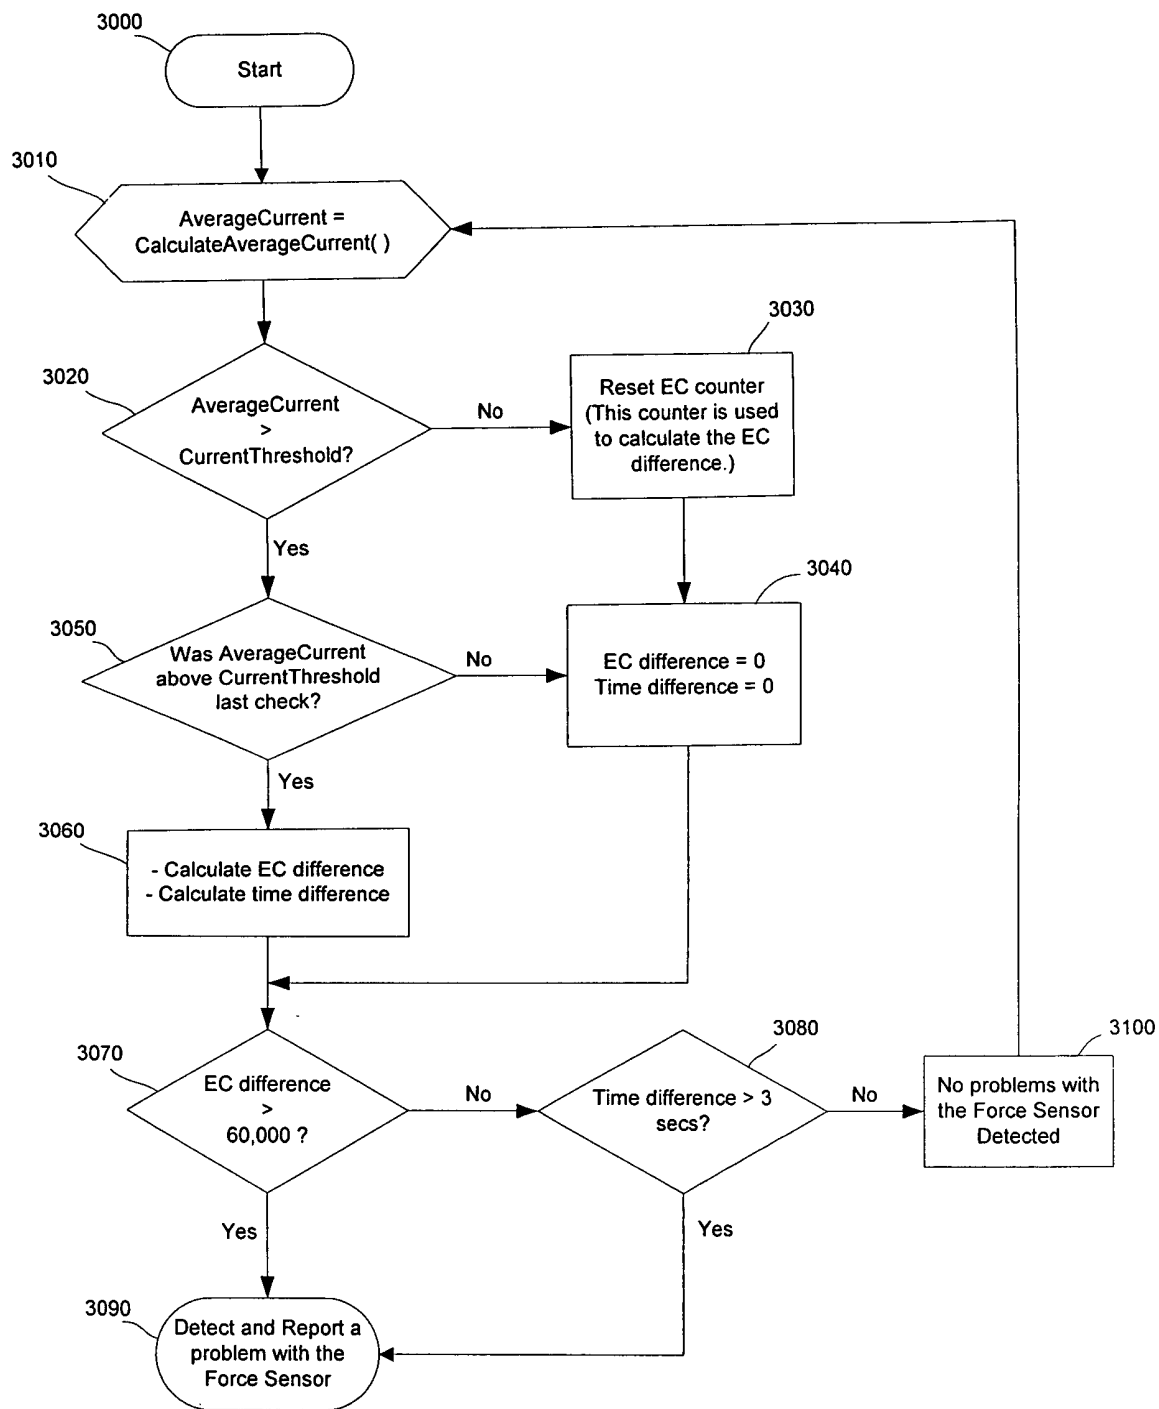 3000
Start
3010
AverageCurrent =
CalculateAverageCurrent( )
3020
AverageCurrent
>
CurrentThreshold?
No
3030
Reset EC counter
(This counter is used
to calculate the EC
difference.)
Yes
3040
EC difference = 0
Time difference = 0
3050
Was AverageCurrent
above CurrentThreshold
last check?
No
Yes
3060
- Calculate EC difference
- Calculate time difference
3070
EC difference
>
60,000 ?
No
3080
Time difference > 3
secs?
No
3100
No problems with
the Force Sensor
Detected
Yes
Yes
3090
Detect and Report a
problem with the
Force Sensor